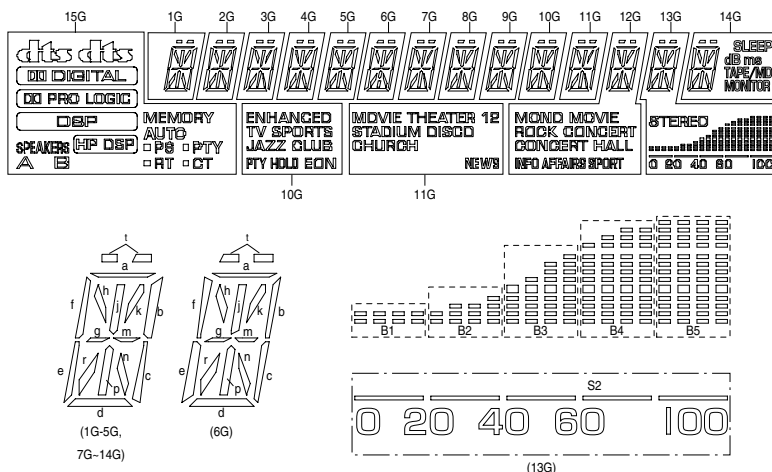 15G 1G 2G 3G 4G 5G 6G 7G 8G 9G 10G 11G 12G 13G 14G
dts dts
DIGITAL
PRO LOGIC
DSP
SPEAKERS HP DSP
A B
MEMORY
AUTO
PS PTY
RT CT
ENHANCED
TV SPORTS
JAZZ CLUB
PTY HOLD EON
MOVIE THEATER 12
STADIUM DISCO
CHURCH
NEWS
MONO MOVIE
ROCK CONCERT
CONCERT HALL
INFO AFFAIRS SPORT
SLEEP
dB ms
TAPE/MD
MONITOR
STEREO
0 20 40 60 100
10G 11G
t
a
f h j k b
g m
e r n c
p
d
(1G-5G,
7G~14G)
t
a
f h j k b
g m
e r n c
p
d
(6G)
B1 B2 B3 B4 B5
S2
0 20 40 60 100
(13G)